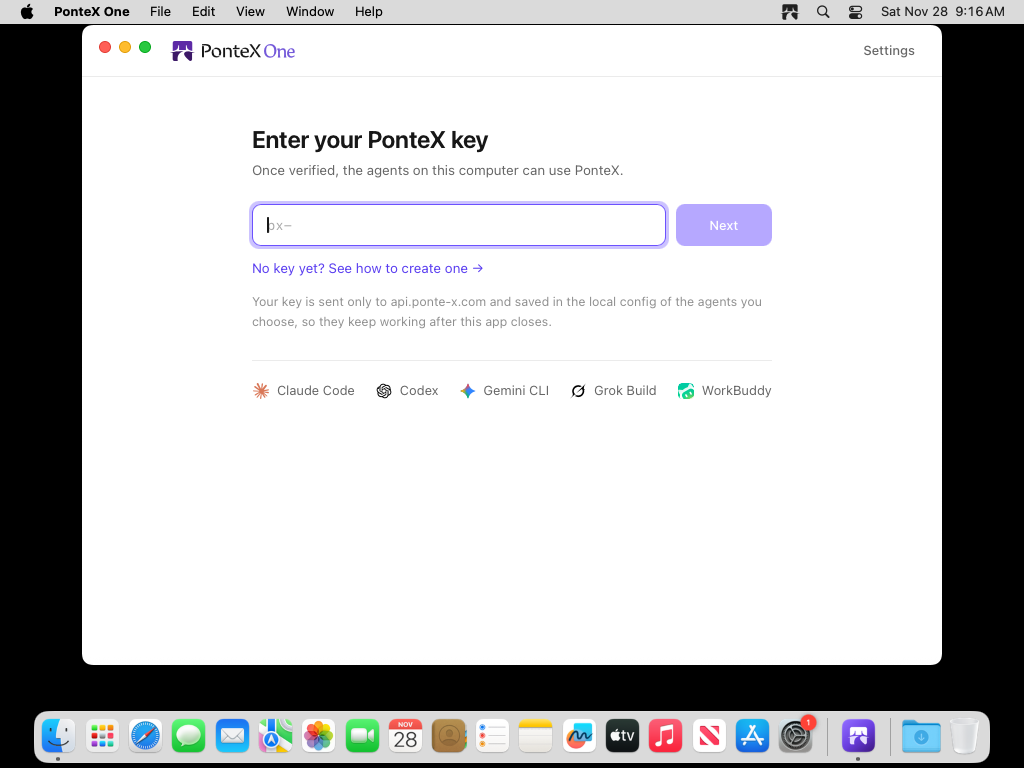 PonteX One File Edit View Window Help Sat Nov 28 9:16 AM
PonteX One
Settings
Enter your PonteX key
Once verified, the agents on this computer can use PonteX.
px–
Next
No key yet? See how to create one →
Your key is sent only to api.ponte-x.com and saved in the local config of the agents you
choose, so they keep working after this app closes.
Claude Code Codex Gemini CLI Grok Build WorkBuddy
NOV
28
tv
1